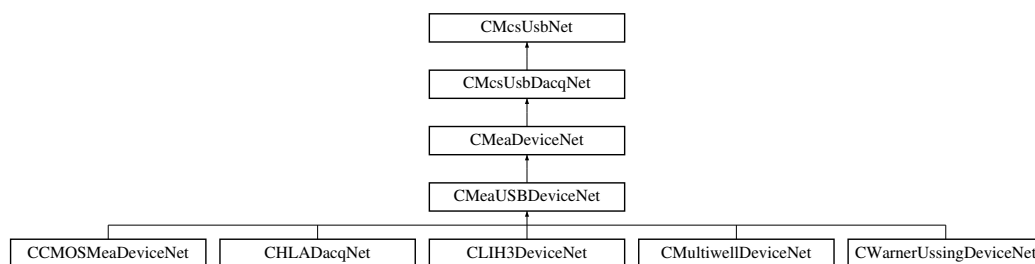 CMcsUsbNet
CMcsUsbDacqNet
CMeaDeviceNet
CMeaUSBDeviceNet
CCMOSMeaDeviceNet
CHLADacqNet
CLIH3DeviceNet
CMultiwellDeviceNet
CWarnerUssingDeviceNet